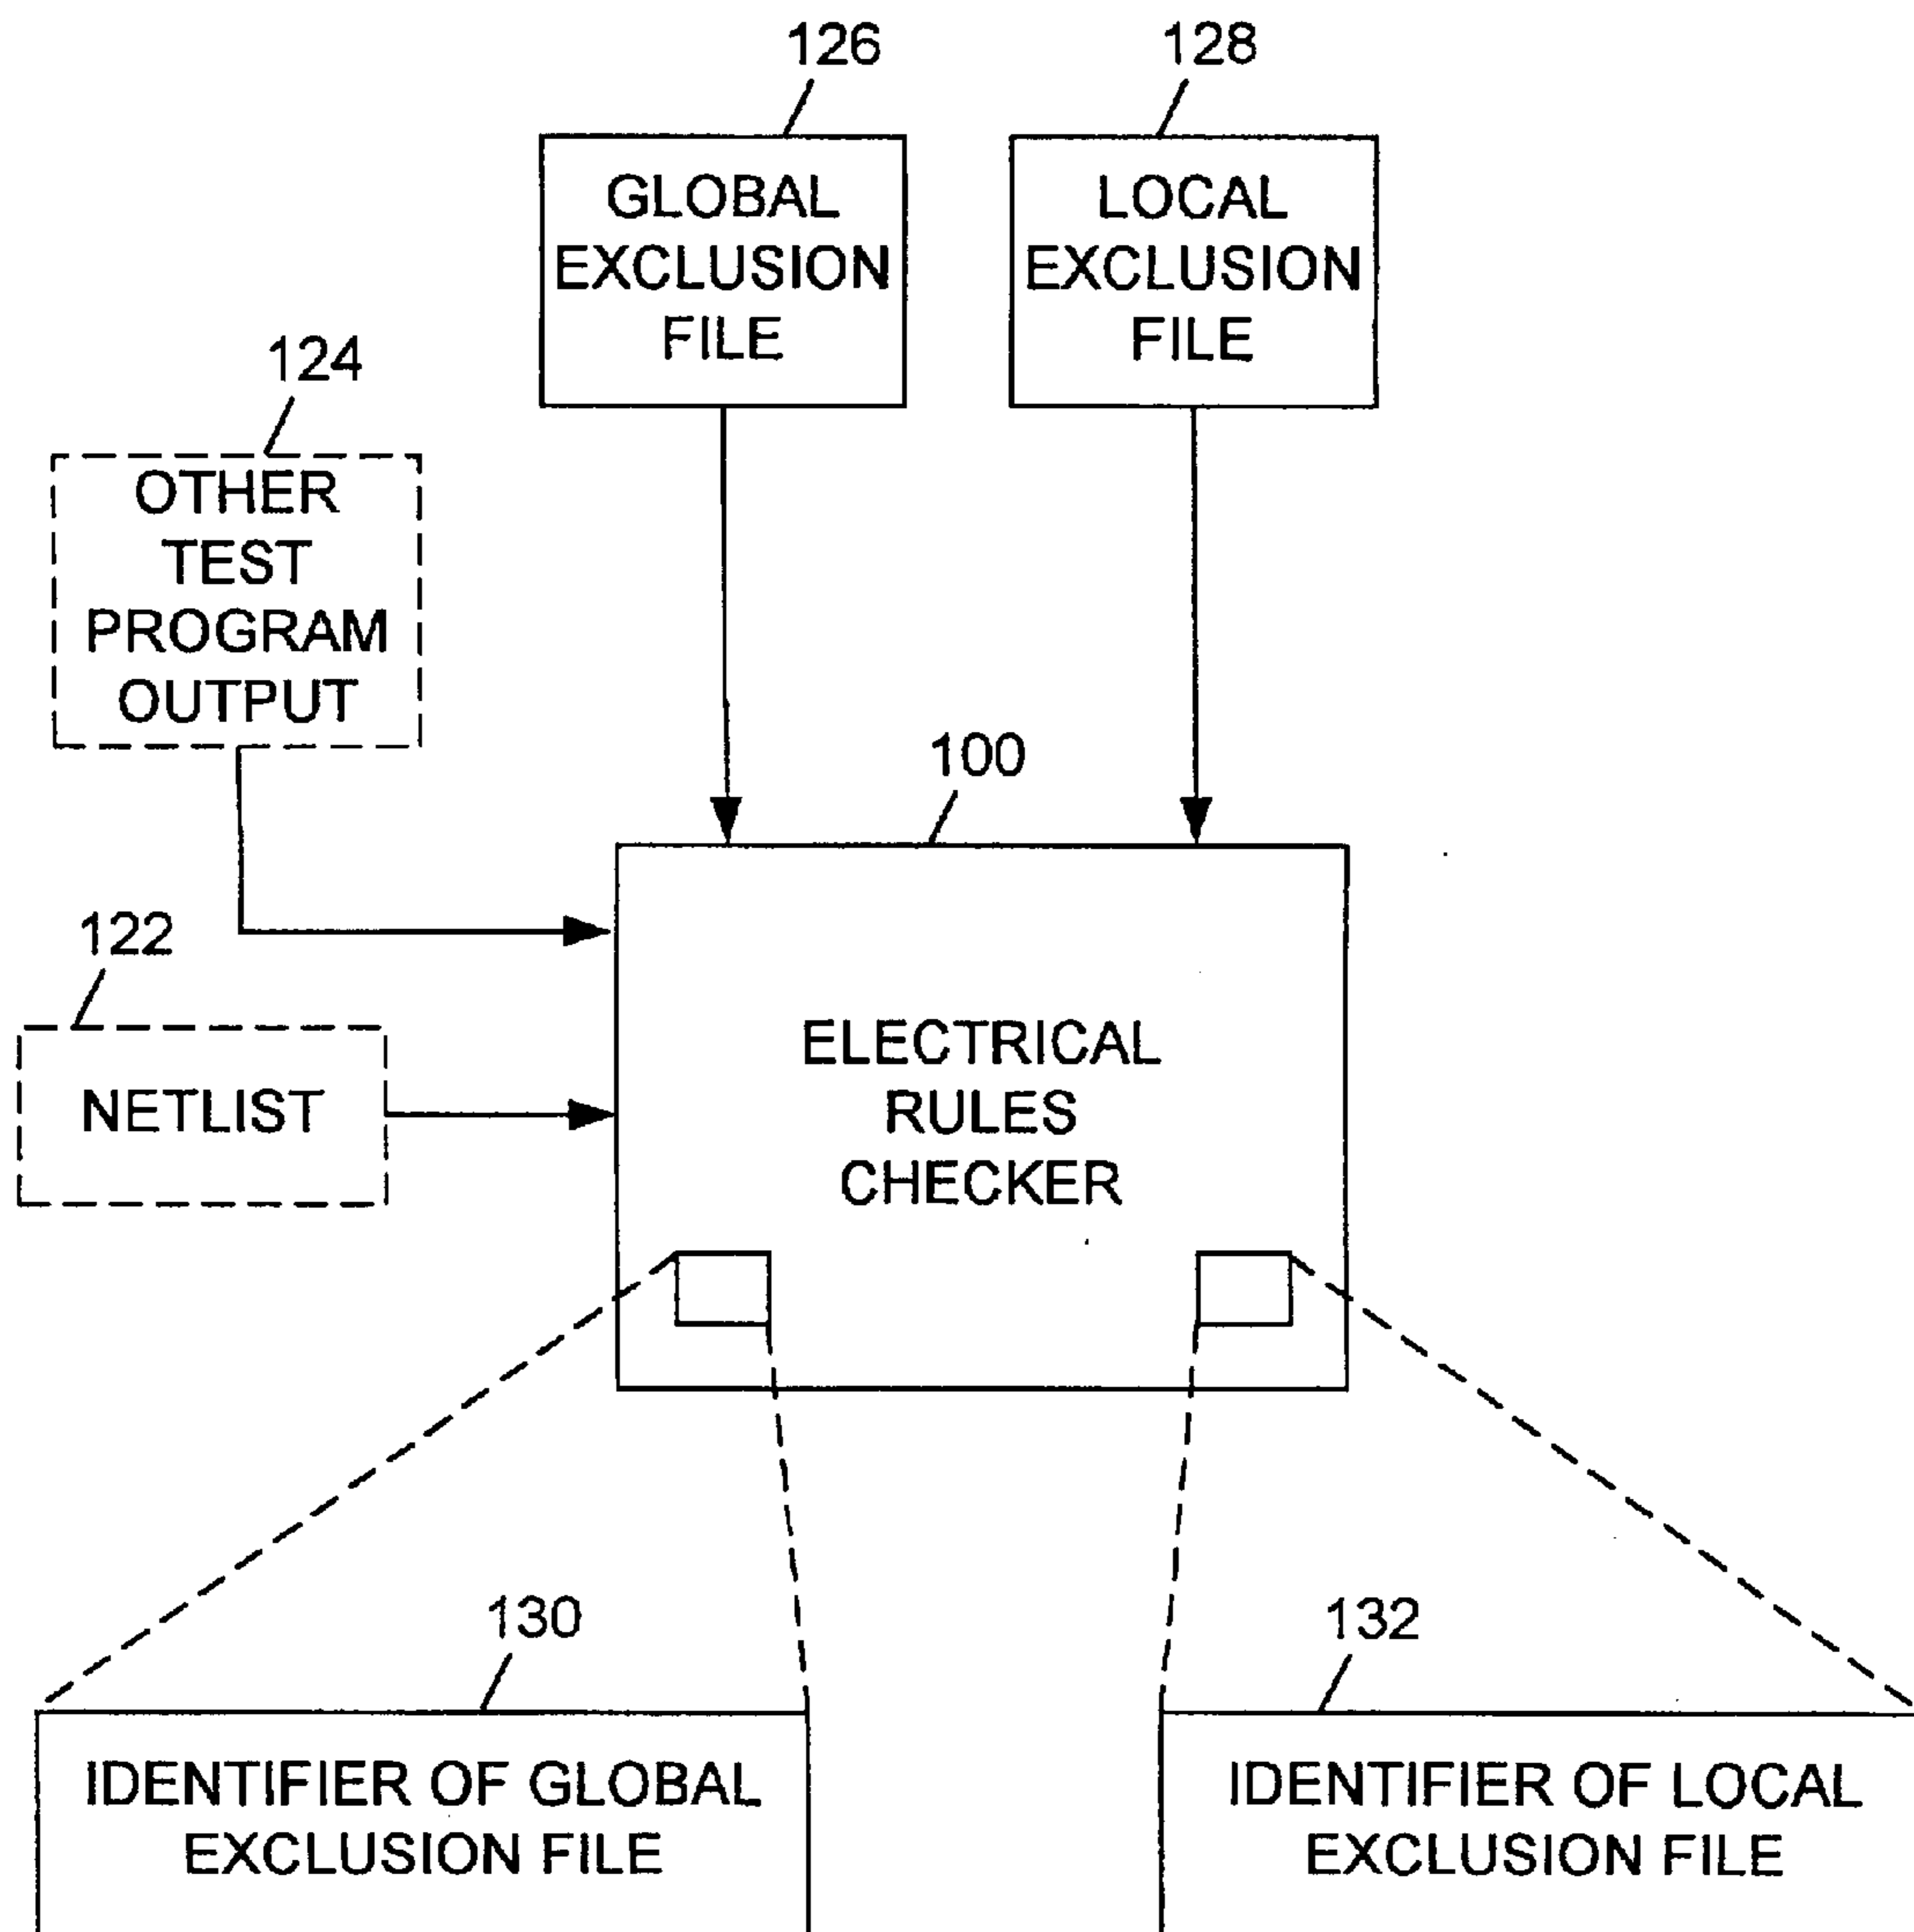 126
128
GLOBAL
EXCLUSION
FILE
LOCAL
EXCLUSION
FILE
124
OTHER
TEST
PROGRAM
OUTPUT
100
122
NETLIST
ELECTRICAL
RULES
CHECKER
130
132
IDENTIFIER OF GLOBAL
EXCLUSION FILE
IDENTIFIER OF LOCAL
EXCLUSION FILE